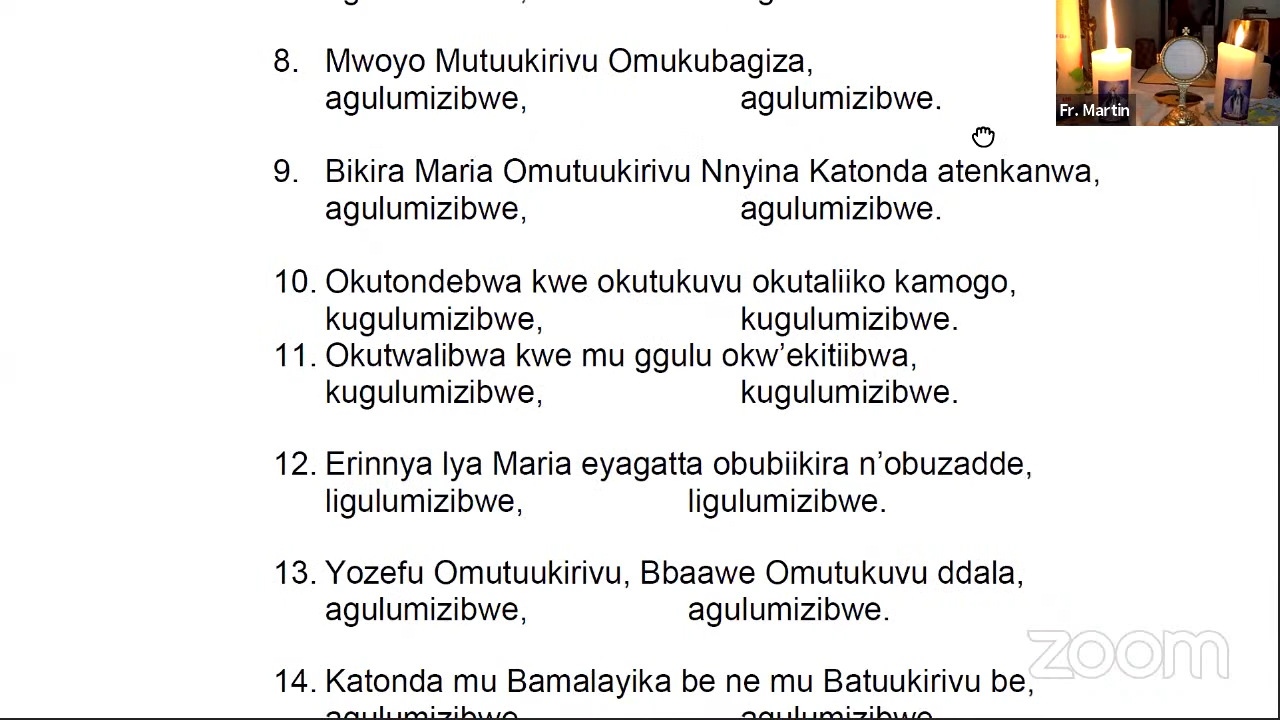 8. Mwoyo Mutuukirivu Omukubagiza,
agulumizibwe, agulumizibwe.
Fr. Martin
9. Bikira Maria Omutuukirivu Nnyina Katonda atenkanwa,
agulumizibwe, agulumizibwe.
10. Okutondebwa kwe okutukuvu okutaliiko kamogo,
kugulumizibwe, kugulumizibwe.
11. Okutwalibwa kwe mu ggulu okw’ekitiibwa,
kugulumizibwe, kugulumizibwe.
12. Erinnya lya Maria eyagatta obubiikira n’obuzadde,
ligulumizibwe, ligulumizibwe.
13. Yozefu Omutuukirivu, Bbaawe Omutukuvu ddala,
agulumizibwe, agulumizibwe.
zoom
14. Katonda mu Bamalayika be ne mu Batuukirivu be,
agulumizibwe agulumizibwe